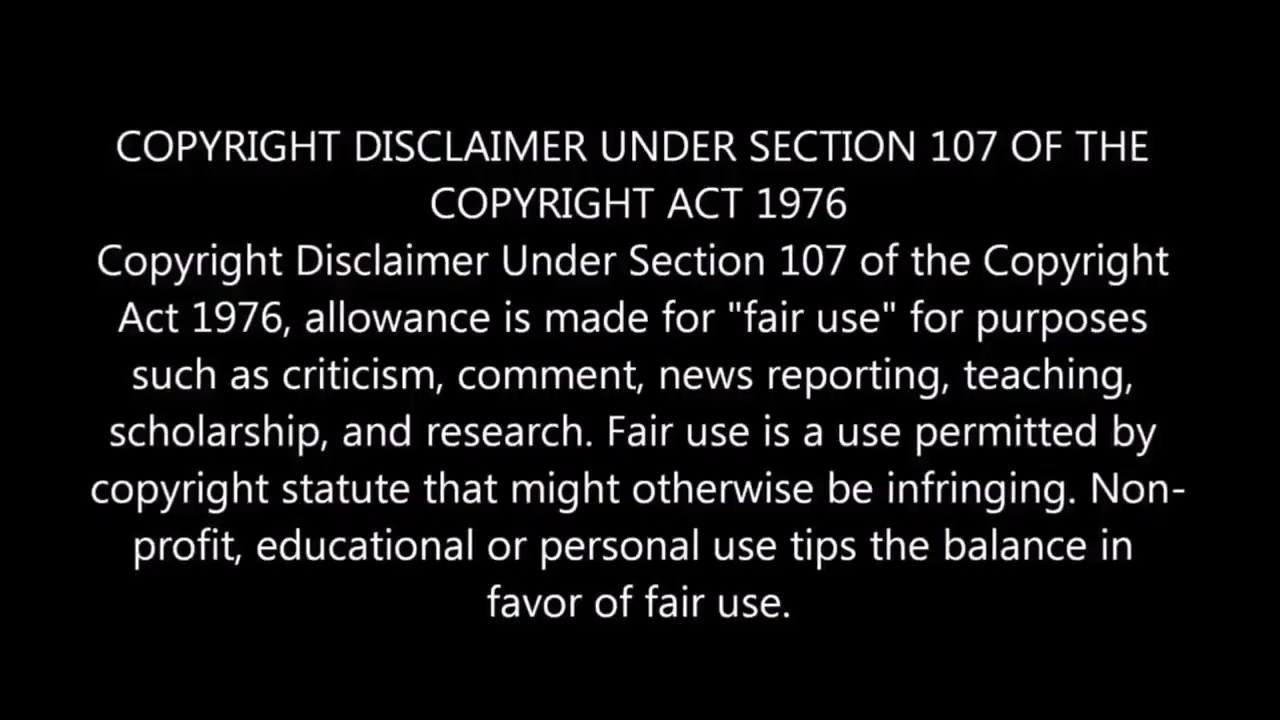 COPYRIGHT DISCLAIMER UNDER SECTION 107 OF THE
COPYRIGHT ACT 1976
Copyright Disclaimer Under Section 107 of the Copyright
Act 1976, allowance is made for "fair use" for purposes
such as criticism, comment, news reporting, teaching,
scholarship, and research. Fair use is a use permitted by
copyright statute that might otherwise be infringing. Non-
profit, educational or personal use tips the balance in
favor of fair use.